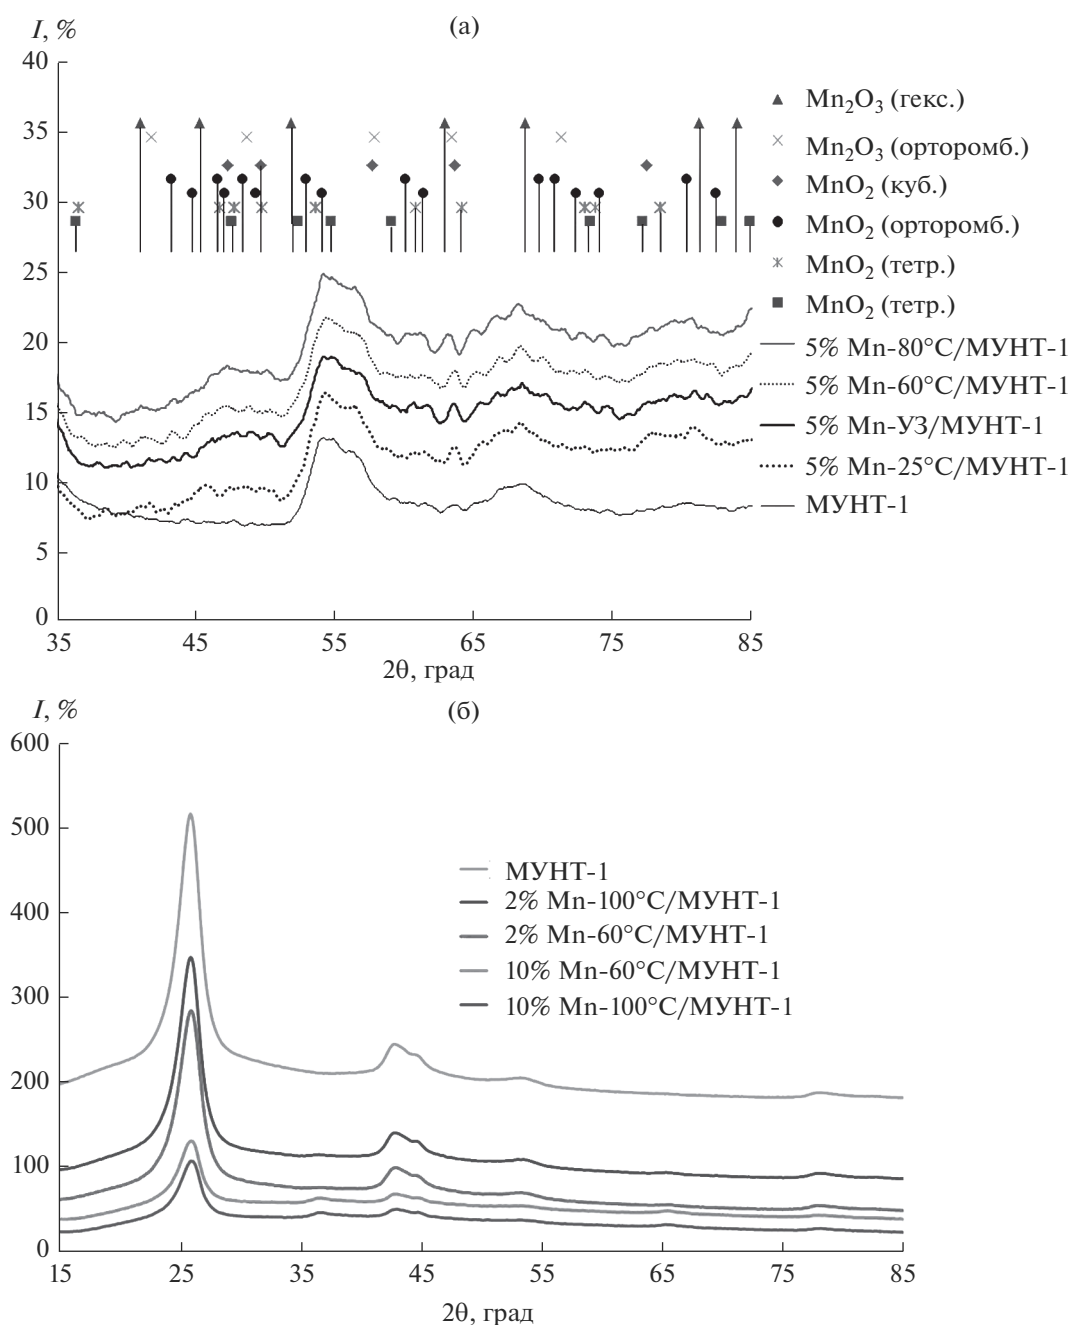 (а)
I, %
40
35
30
25
20
15
10
5
0
35
45
55
65
75
85
2θ, град
Mn2O3 (гекс.)
Mn2O3 (орторомб.)
MnO2 (куб.)
MnO2 (орторомб.)
MnO2 (тетр.)
MnO2 (тетр.)
5% Mn-80°C/МУНТ-1
5% Mn-60°C/МУНТ-1
5% Mn-УЗ/МУНТ-1
5% Mn-25°C/МУНТ-1
МУНТ-1
(б)
I, %
600
500
400
300
200
100
0
15
25
35
45
55
65
75
85
2θ, град
МУНТ-1
2% Mn-100°C/МУНТ-1
2% Mn-60°C/МУНТ-1
10% Mn-60°C/МУНТ-1
10% Mn-100°C/МУНТ-1